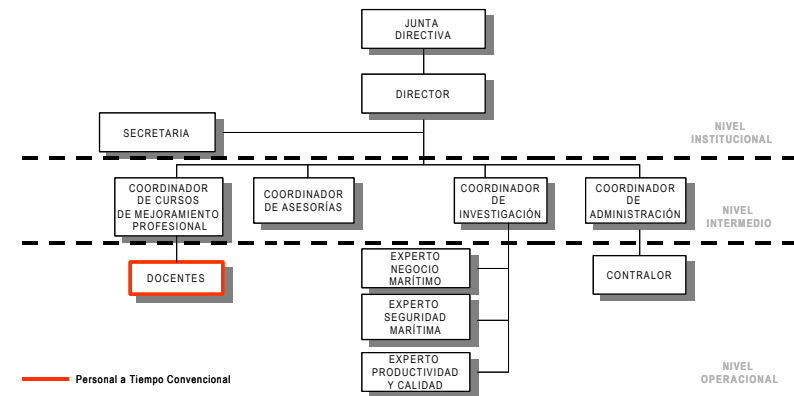 JUNTA
DIRECTIVA
DIRECTOR
SECRETARIA
NIVEL
INSTITUCIONAL
COORDINADOR
DE CURSOS
DE MEJORAMIENTO
PROFESIONAL
COORDINADOR
DE ASESORÍAS
COORDINADOR
DE
INVESTIGACIÓN
COORDINADOR
DE
ADMINISTRACIÓN
NIVEL
INTERMEDIO
DOCENTES
EXPERTO
NEGOCIO
MARÍTIMO
CONTRALOR
EXPERTO
SEGURIDAD
MARÍTIMA
EXPERTO
PRODUCTIVIDAD
Y CALIDAD
NIVEL
OPERACIONAL
Personal a Tiempo Convencional